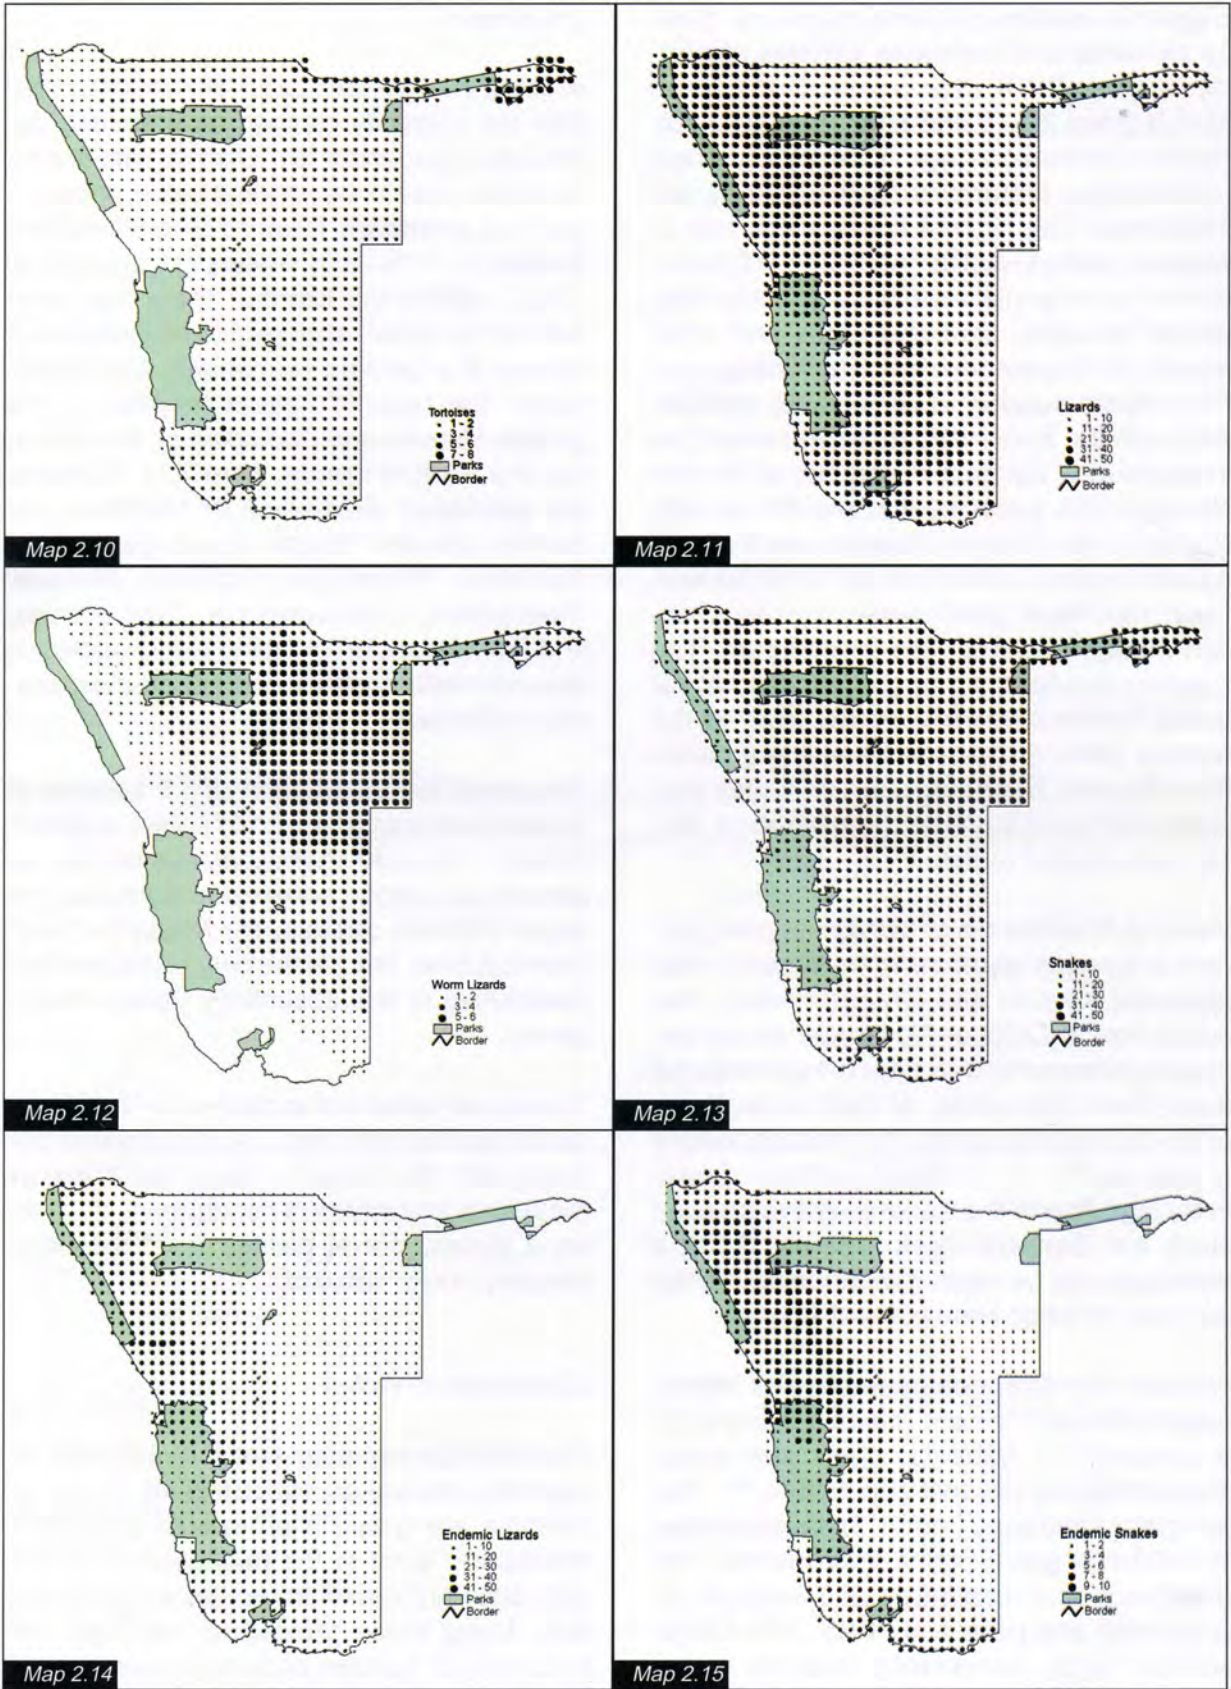 Tortoises
1 - 2
3 - 4
5 - 6
7 - 8
Parks
Border
Map 2.10
Lizards
1 - 10
11 - 20
21 - 30
31 - 40
41 - 50
Parks
Border
Map 2.11
Worm Lizards
1 - 2
3 - 4
5 - 6
Parks
Border
Map 2.12
Snakes
1 - 10
11 - 20
21 - 30
31 - 40
41 - 50
Parks
Border
Map 2.13
Endemic Lizards
1 - 10
11 - 20
21 - 30
31 - 40
41 - 50
Parks
Border
Map 2.14
Endemic Snakes
1 - 2
3 - 4
5 - 6
7 - 8
9 - 10
Parks
Border
Map 2.15